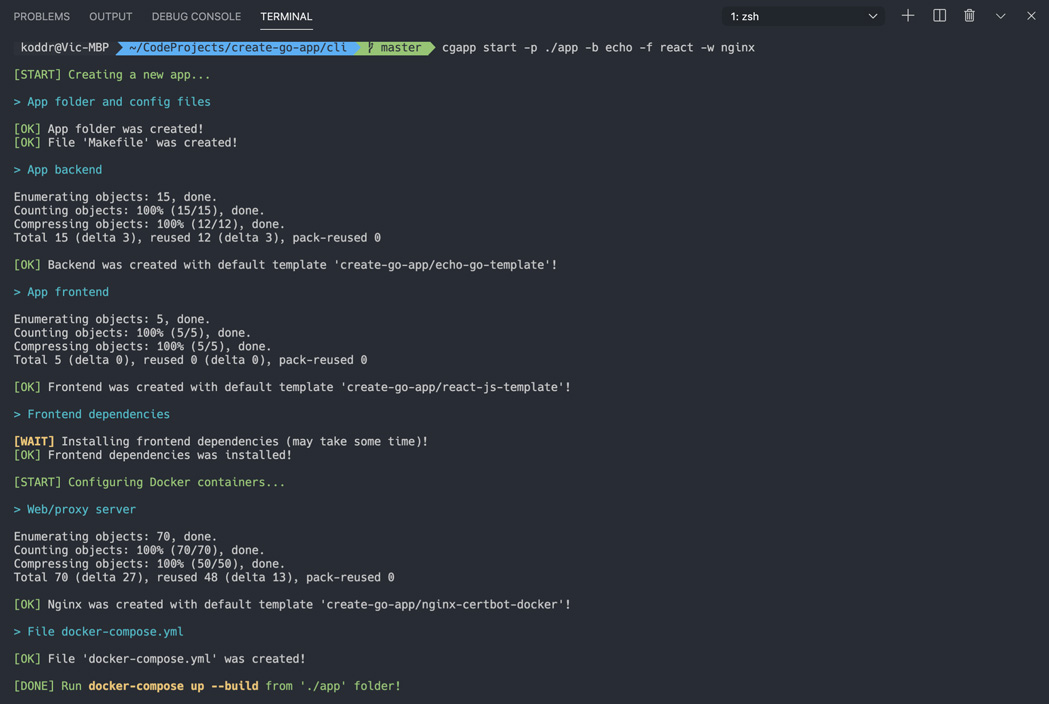 PROBLEMS OUTPUT DEBUG CONSOLE TERMINAL 1: zsh
koddr@Vic-MBP ~/CodeProjects/create-go-app/cli master cgapp start -p ./app -b echo -f react -w nginx
[START] Creating a new app...
> App folder and config files
[OK] App folder was created!
[OK] File 'Makefile' was created!
> App backend
Enumerating objects: 15, done.
Counting objects: 100% (15/15), done.
Compressing objects: 100% (12/12), done.
Total 15 (delta 3), reused 12 (delta 3), pack-reused 0
[OK] Backend was created with default template 'create-go-app/echo-go-template'!
> App frontend
Enumerating objects: 5, done.
Counting objects: 100% (5/5), done.
Compressing objects: 100% (5/5), done.
Total 5 (delta 0), reused 0 (delta 0), pack-reused 0
[OK] Frontend was created with default template 'create-go-app/react-js-template'!
> Frontend dependencies
[WAIT] Installing frontend dependencies (may take some time)!
[OK] Frontend dependencies was installed!
[START] Configuring Docker containers...
> Web/proxy server
Enumerating objects: 70, done.
Counting objects: 100% (70/70), done.
Compressing objects: 100% (50/50), done.
Total 70 (delta 27), reused 48 (delta 13), pack-reused 0
[OK] Nginx was created with default template 'create-go-app/nginx-certbot-docker'!
> File docker-compose.yml
[OK] File 'docker-compose.yml' was created!
[DONE] Run docker-compose up --build from './app' folder!